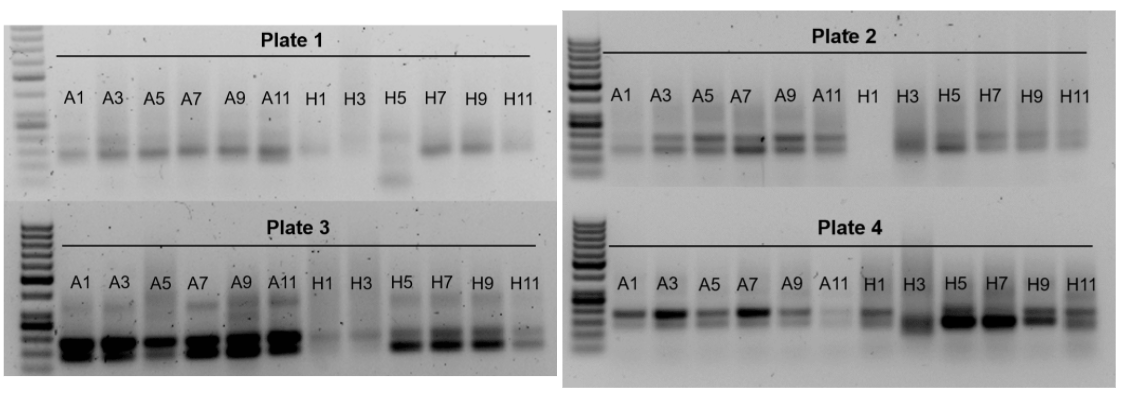 Plate 1
A1 A3 A5 A7 A9 A11 H1 H3 H5 H7 H9 H11
Plate 2
A1 A3 A5 A7 A9 A11 H1 H3 H5 H7 H9 H11
Plate 3
A1 A3 A5 A7 A9 A11 H1 H3 H5 H7 H9 H11
Plate 4
A1 A3 A5 A7 A9 A11 H1 H3 H5 H7 H9 H11